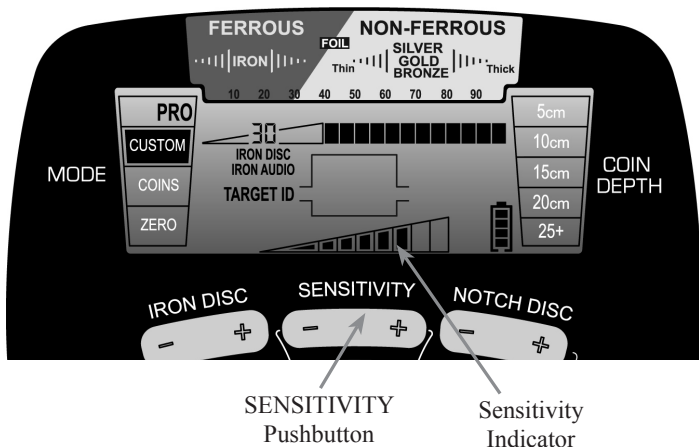 FERROUS
NON-FERROUS
FOIL
IRON
Thin
SILVER
GOLD
BRONZE
Thick
10 20 30 40 50 60 70 80 90
MODE
PRO
CUSTOM
COINS
ZERO
30
IRON DISC
IRON AUDIO
TARGET ID
5cm
10cm
15cm
20cm
25+
COIN
DEPTH
IRON DISC
- +
SENSITIVITY
- +
NOTCH DISC
- +
SENSITIVITY
Pushbutton
Sensitivity
Indicator